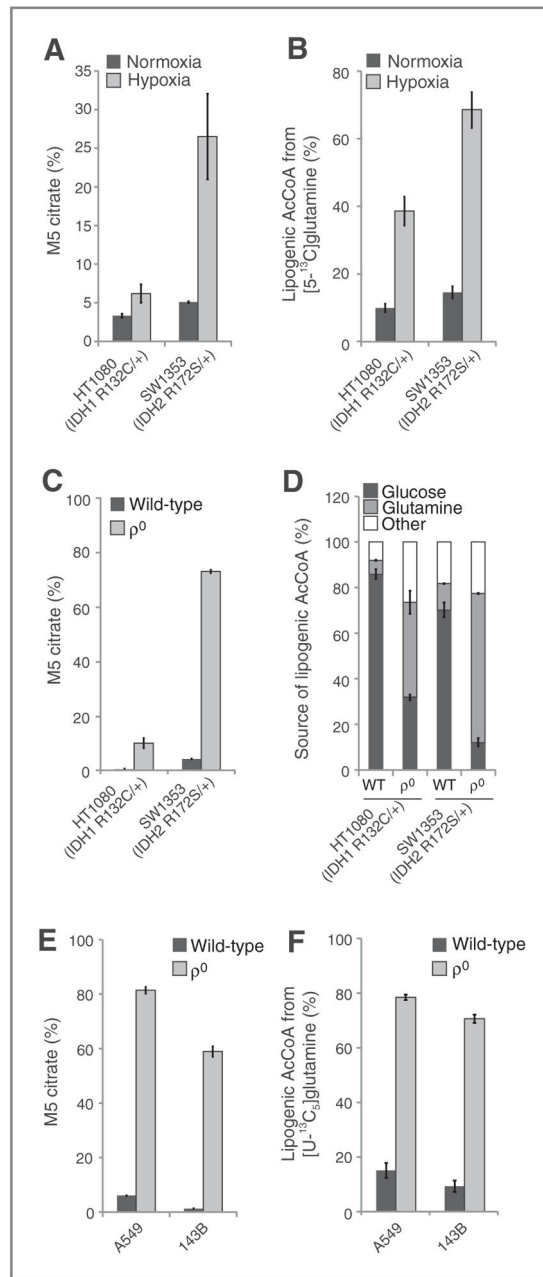 A
Normoxia
Hypoxia
M5 citrate (%)
35
30
25
20
15
10
5
0
HT1080
(IDH1 R132C/+)
SW1353
(IDH2 R172S/+)
B
Normoxia
Hypoxia
Lipogenic AcCoA from
[5-¹³C]glutamine (%)
80
60
40
20
0
HT1080
(IDH1 R132C/+)
SW1353
(IDH2 R172S/+)
C
Wild-type
ρ⁰
M5 citrate (%)
100
80
60
40
20
0
HT1080
(IDH1 R132C/+)
SW1353
(IDH2 R172S/+)
D
Glucose
Glutamine
Other
Source of lipogenic AcCoA (%)
120
100
80
60
40
20
0
WT ρ⁰ WT ρ⁰
HT1080
(IDH1 R132C/+)
SW1353
(IDH2 R172S/+)
E
Wild-type
ρ⁰
M5 citrate (%)
100
80
60
40
20
0
A549
143B
F
Wild-type
ρ⁰
Lipogenic AcCoA from
[U-¹³C₅]glutamine (%)
100
80
60
40
20
0
A549
143B